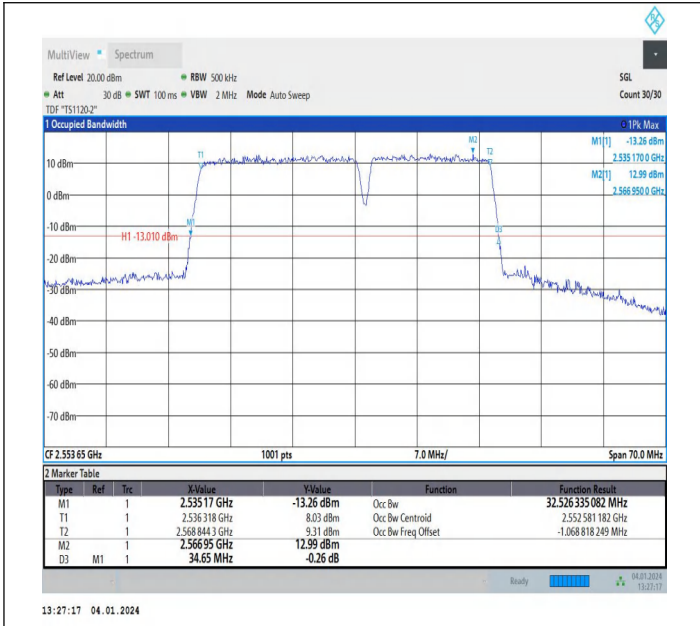 MultiView Spectrum
Ref Level 20.00 dBm RBW 500 kHz SGL
Att 30 dB SWT 100 ms VBW 2 MHz Mode Auto Sweep Count 30/30
TDF "TS1120-2"
1 Occupied Bandwidth 1Pk Max
M1[1] -13.26 dBm
2.535 170 0 GHz
M2[1] 12.99 dBm
2.566 950 0 GHz
M2
T1 T2
10 dBm
0 dBm
M1
-10 dBm
D3
H1 -13.010 dBm
-20 dBm
-30 dBm
-40 dBm
-50 dBm
-60 dBm
-70 dBm
CF 2.553 65 GHz 1001 pts 7.0 MHz/ Span 70.0 MHz
2 Marker Table
Type Ref Trc X-Value Y-Value Function Function Result
M1 1 2.535 17 GHz -13.26 dBm Occ Bw 32.526 335 082 MHz
T1 1 2.536 318 GHz 8.03 dBm Occ Bw Centroid 2.552 581 182 GHz
T2 1 2.568 844 3 GHz 9.31 dBm Occ Bw Freq Offset -1.068 818 249 MHz
M2 1 2.566 95 GHz 12.99 dBm
D3 M1 1 34.65 MHz -0.26 dB
Ready 04.01.2024
13:27:17
13:27:17 04.01.2024